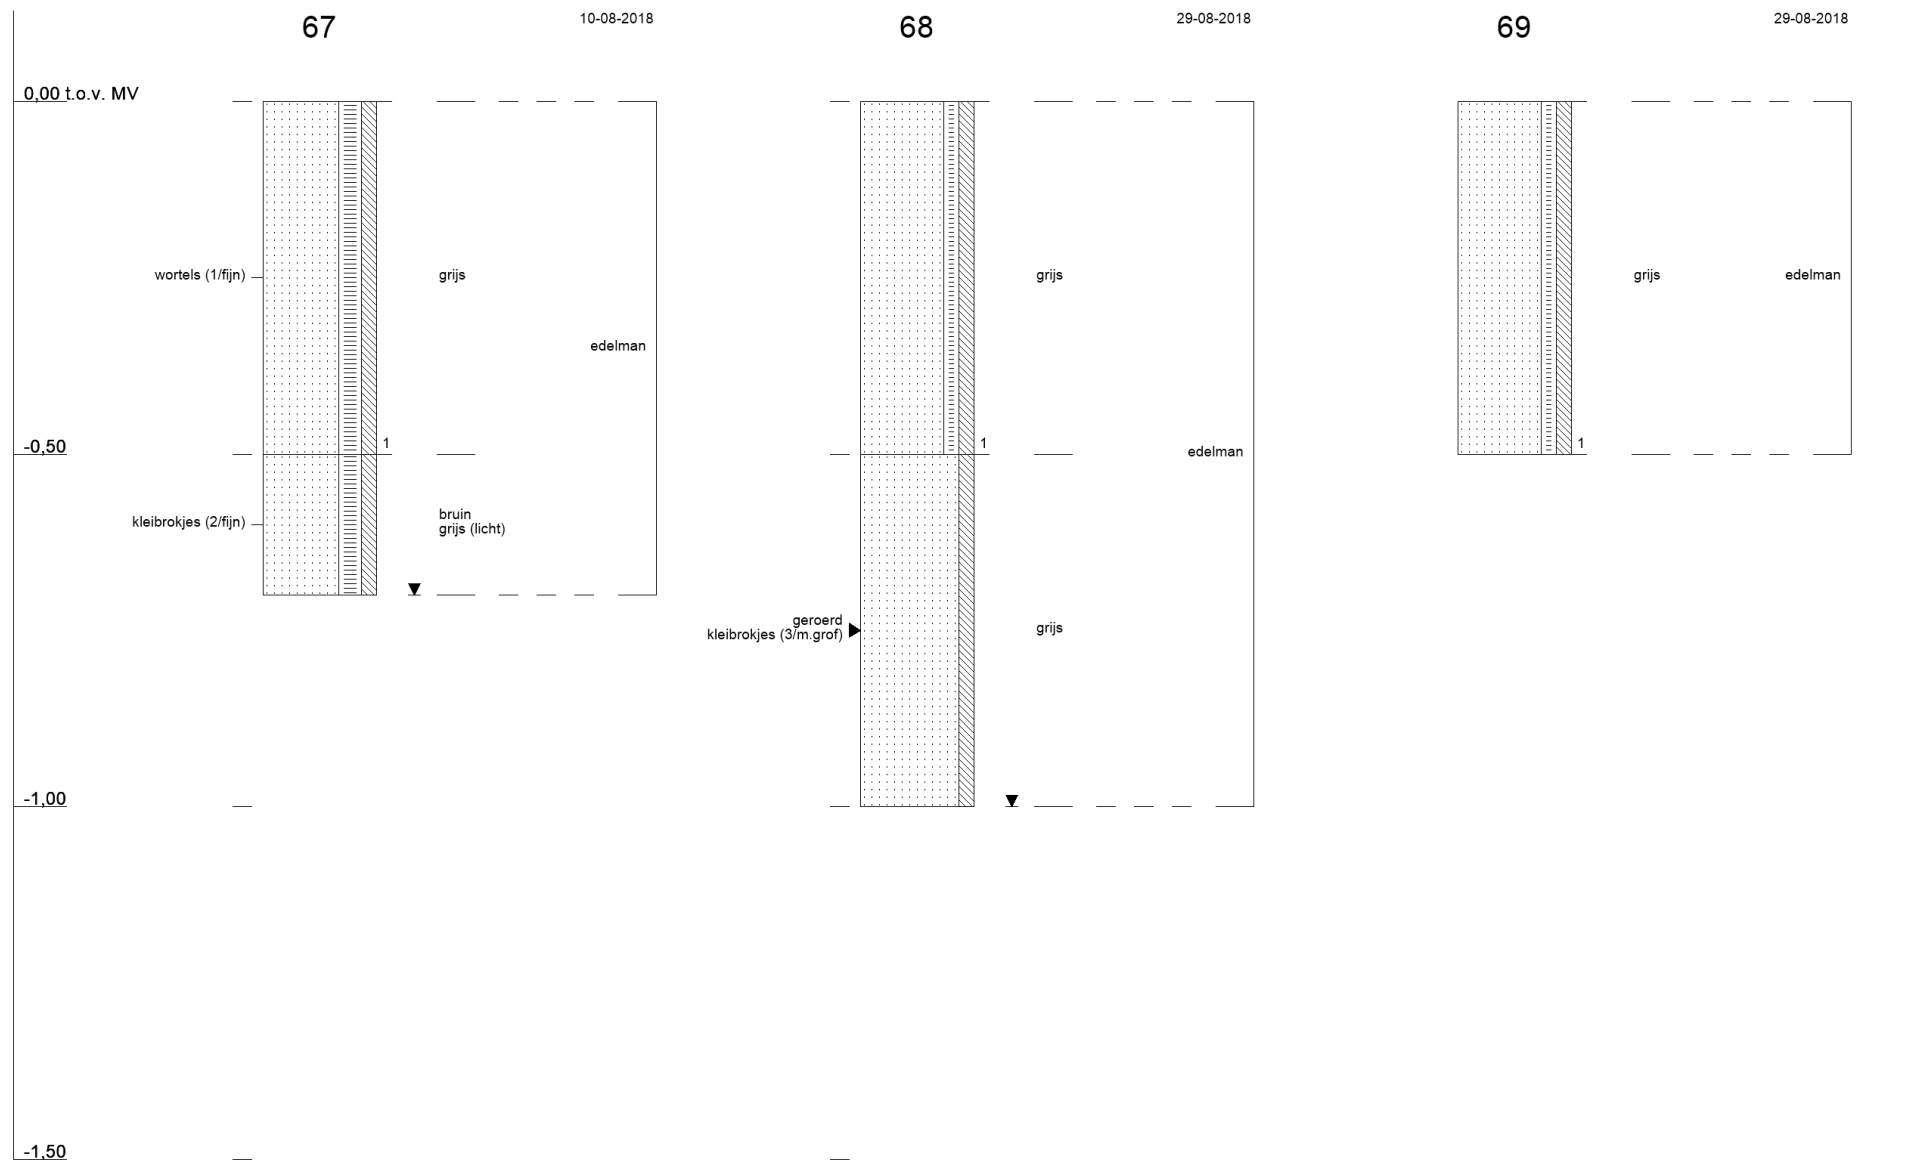 67
10-08-2018
68
29-08-2018
69
29-08-2018
0,00 t.o.v. MV
wortels (1/fijn)
grijs
grijs
grijs
edelman
edelman
-0,50
1
1
edelman
1
kleibrokjes (2/fijn)
bruin
grijs (licht)
geroerd
kleibrokjes (3/m.grof)
grijs
-1,00
-1,50